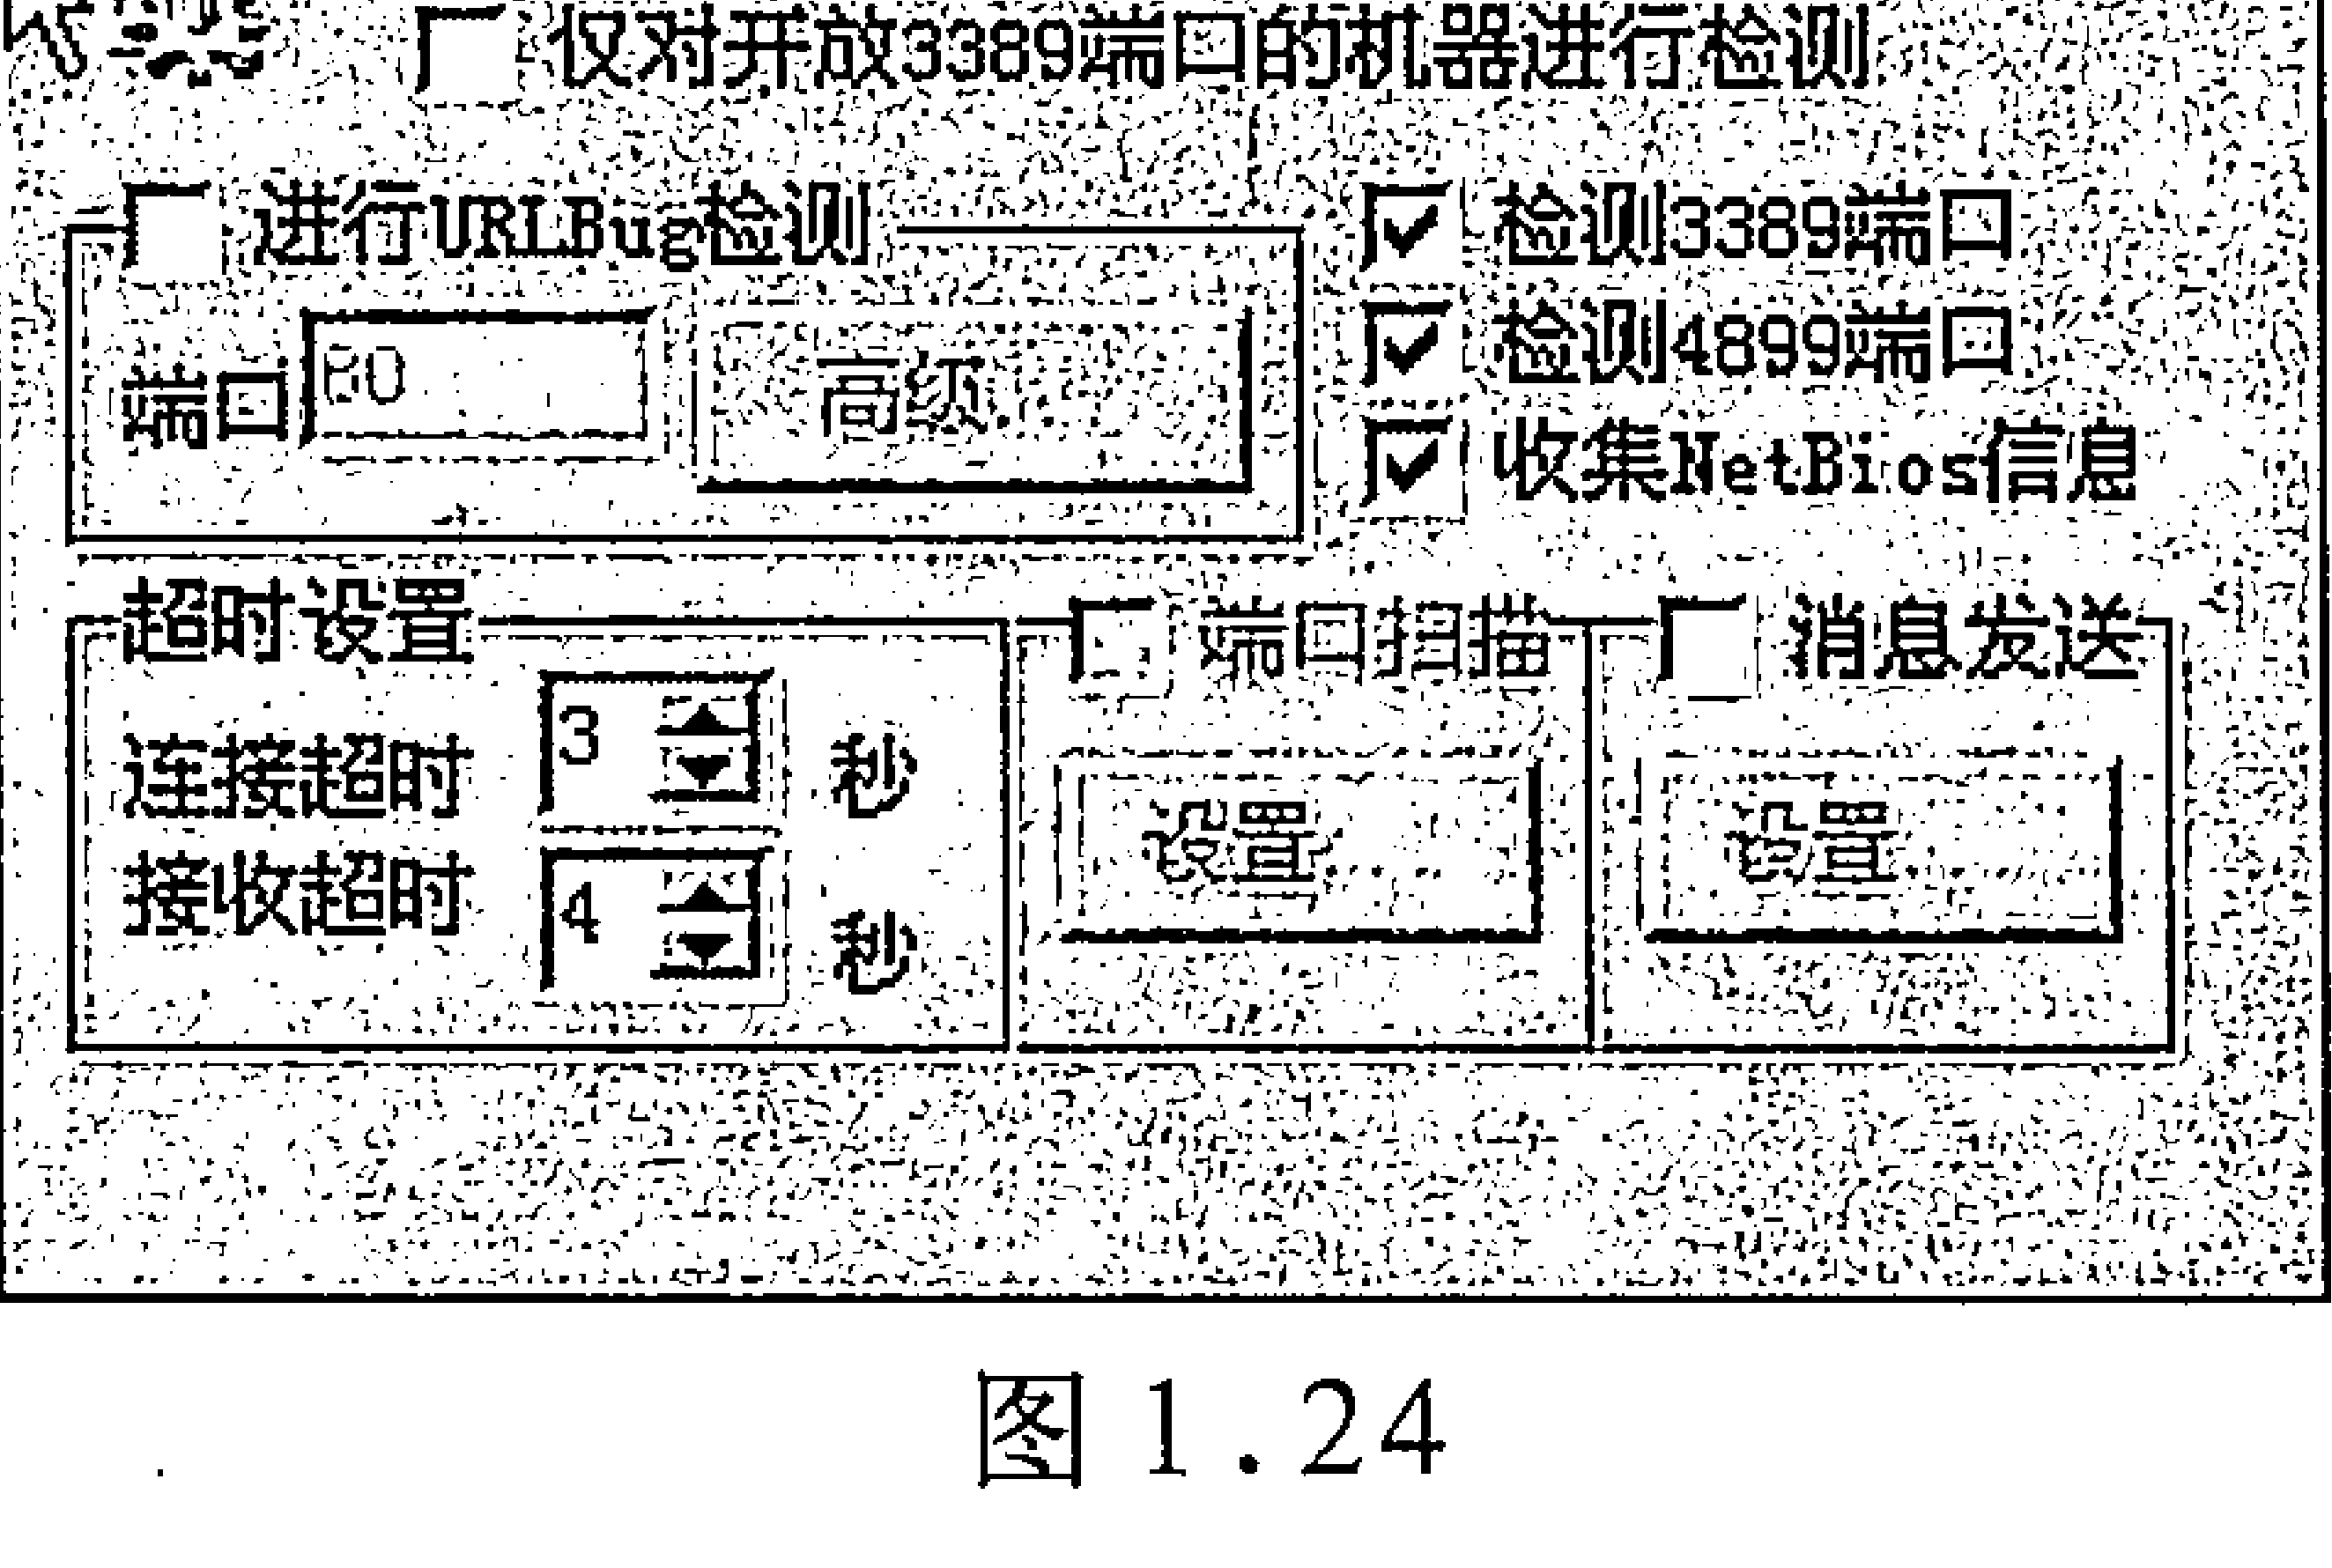 仅对开放3389端口的机器进行检测
进行URLBug检测
端口
80
高级
检测3389端口
检测4899端口
收集NetBios信息
超时设置
连接超时
3
秒
接收超时
4
秒
端口扫描
设置
消息发送
设置
图1.24